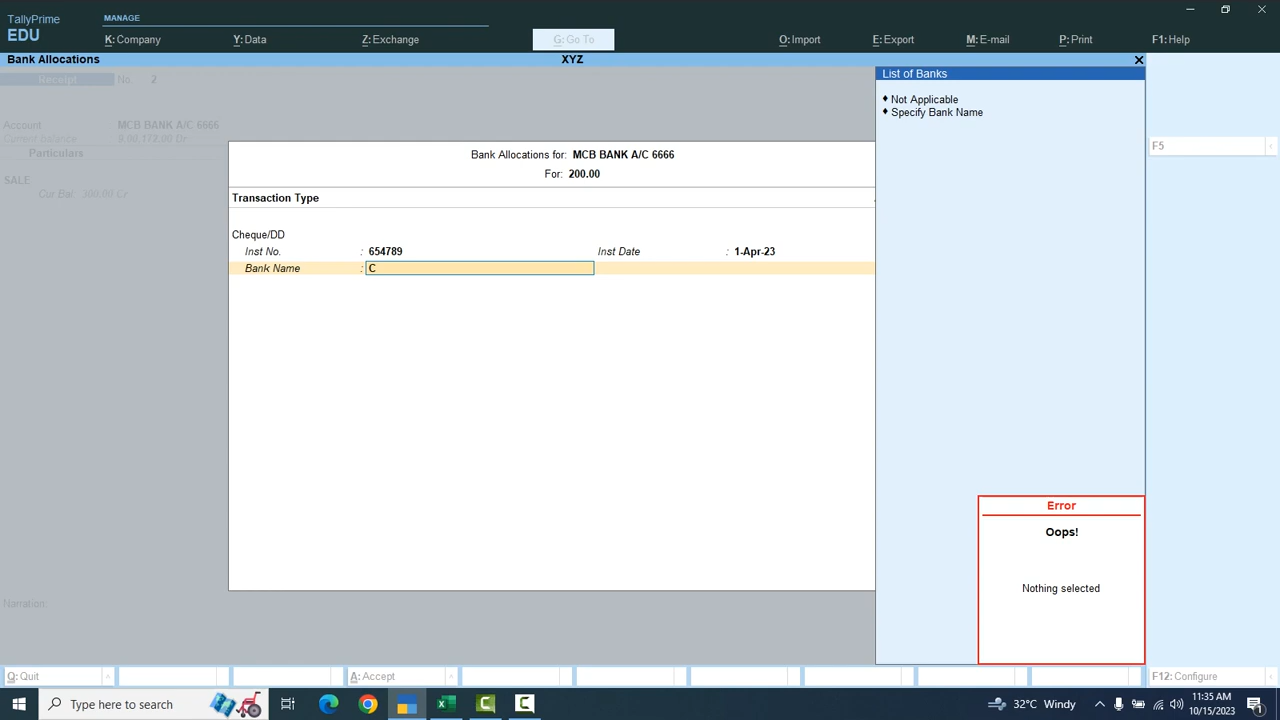 TallyPrime
EDU
MANAGE
K: Company
Y: Data
Z: Exchange
G: Go To
O: Import
E: Export
M: E-mail
P: Print
F1: Help
Bank Allocations
XYZ
Receipt No. 2
Account MCB BANK A/C 6666
Current balance 9,80,172.00 Dr
Particulars
SALE
Cur Bal: 300.00 Cr
Bank Allocations for: MCB BANK A/C 6666
For: 200.00
Transaction Type
Cheque/DD
Inst No. : 654789 Inst Date : 1-Apr-23
Bank Name : C
List of Banks
♦ Not Applicable
♦ Specify Bank Name
F5
Error
Oops!
Nothing selected
Narration:
Q: Quit
A: Accept
F12: Configure
Type here to search
32°C Windy
11:35 AM
10/15/2023
1